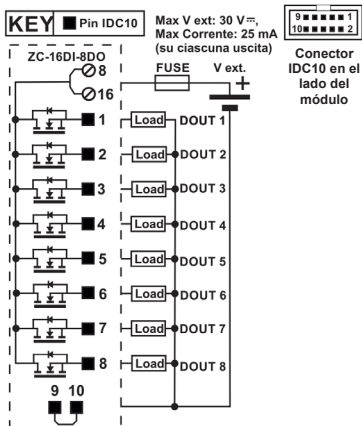 KEY ■ Pin IDC10
Max V ext: 30 V⎓,
Max Corrente: 25 mA
(su ciascuna uscita)
9 1
10 2
Conector
IDC10 en el
lado del
módulo
ZC-16DI-8DO
8
16
FUSE V ext.
+
1 Load DOUT 1
2 Load DOUT 2
3 Load DOUT 3
4 Load DOUT 4
5 Load DOUT 5
6 Load DOUT 6
7 Load DOUT 7
8 Load DOUT 8
9 10